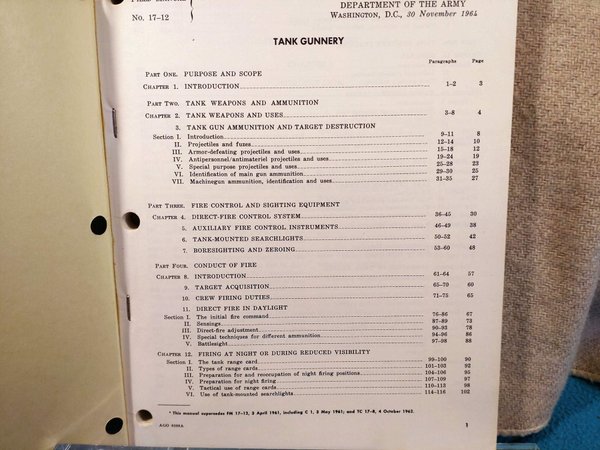 DEPARTMENT OF THE ARMY
No. 17-12 WASHINGTON, D.C., 30 November 1964
TANK GUNNERY
Paragraphs Page
PART ONE. PURPOSE AND SCOPE
CHAPTER 1. INTRODUCTION 1-2 3
PART TWO. TANK WEAPONS AND AMMUNITION
CHAPTER 2. TANK WEAPONS AND USES 3-8 4
3. TANK GUN AMMUNITION AND TARGET DESTRUCTION
Section I. Introduction 9-11 8
II. Projectiles and fuzes 12-14 10
III. Armor-defeating projectiles and uses 15-18 12
IV. Antipersonnel/antimateriel projectiles and uses 19-24 19
V. Special purpose projectiles and uses 25-28 23
VI. Identification of main gun ammunition 29-30 25
VII. Machinegun ammunition, identification and uses 31-35 27
PART THREE. FIRE CONTROL AND SIGHTING EQUIPMENT
CHAPTER 4. DIRECT-FIRE CONTROL SYSTEM 36-45 30
5. AUXILIARY FIRE CONTROL INSTRUMENTS 46-49 38
6. TANK-MOUNTED SEARCHLIGHTS 50-52 42
7. BORESIGHTING AND ZEROING 53-60 48
PART FOUR. CONDUCT OF FIRE
CHAPTER 8. INTRODUCTION 61-64 57
9. TARGET ACQUISITION 65-70 60
10. CREW FIRING DUTIES 71-75 65
11. DIRECT FIRE IN DAYLIGHT
Section I. The initial fire command 76-86 67
II. Sensings 87-89 73
III. Direct-fire adjustment 90-93 78
IV. Special techniques for different ammunition 94-96 86
V. Battlesight 97-98 88
CHAPTER 12. FIRING AT NIGHT OR DURING REDUCED VISIBILITY
Section I. The tank range card 99-100 90
II. Types of range cards 101-103 92
III. Preparation for and reoccupation of night firing positions 104-106 95
IV. Preparation for night firing 107-109 97
V. Tactical use of range cards 110-113 98
VI. Use of tank-mounted searchlights 114-116 102
* This manual supersedes FM 17-12, 3 April 1961, including C 1, 3 May 1961; and TC 17-8, 4 October 1962.
AGO 1